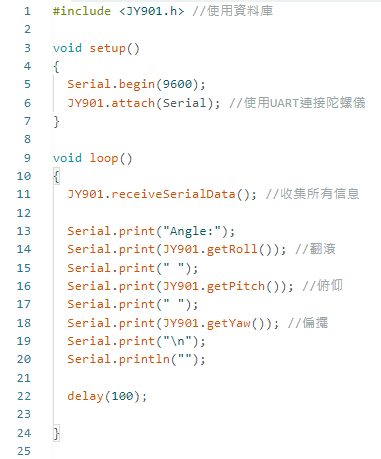 1 #include <JY901.h> //使用資料庫
2
3 void setup()
4 {
5 Serial.begin(9600);
6 JY901.attach(Serial); //使用UART連接陀螺儀
7 }
8
9 void loop()
10 {
11 JY901.receiveSerialData(); //收集所有信息
12
13 Serial.print("Angle:");
14 Serial.print(JY901.getRoll()); //翻滾
15 Serial.print(" ");
16 Serial.print(JY901.getPitch()); //俯仰
17 Serial.print(" ");
18 Serial.print(JY901.getYaw()); //偏擺
19 Serial.print("\n");
20 Serial.println("");
21
22 delay(100);
23
24 }
25